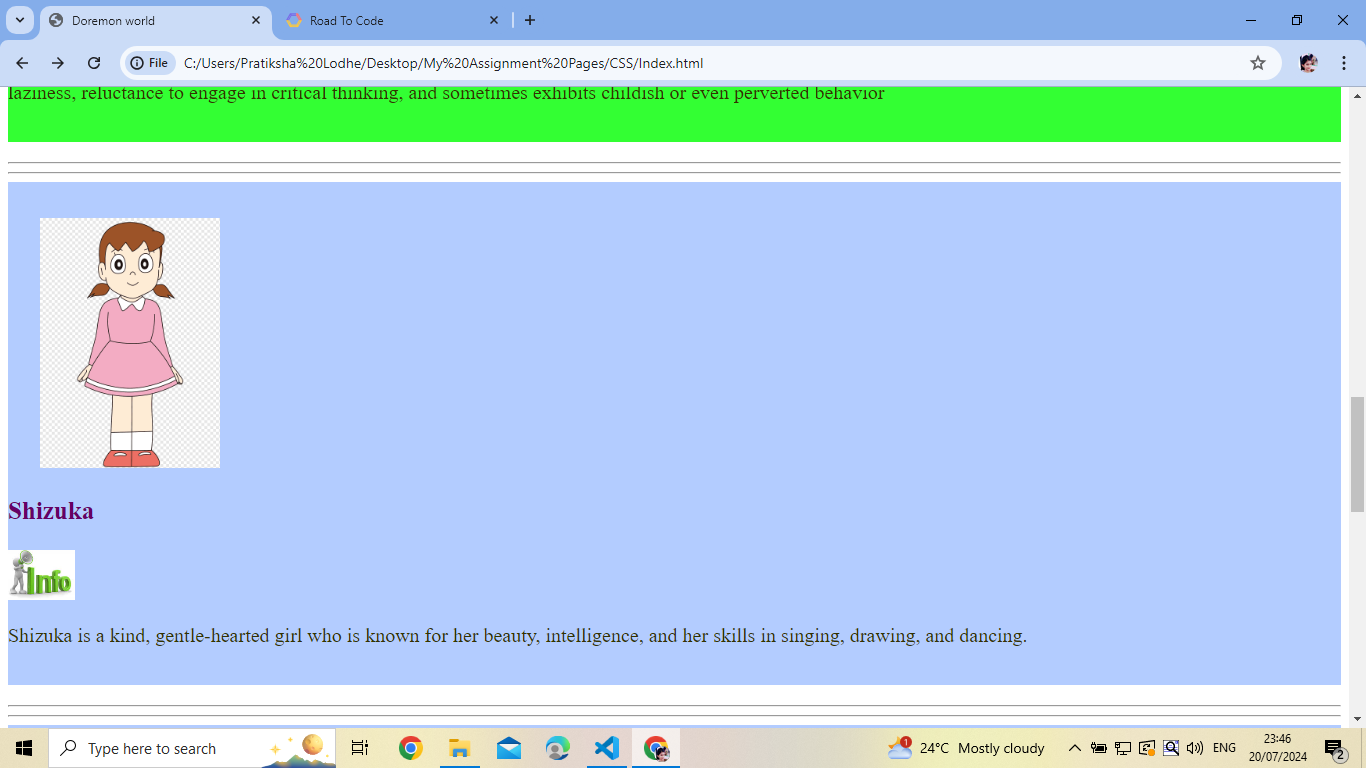 Doremon world
Road To Code
File
C:/Users/Pratiksha%20Lodhe/Desktop/My%20Assignment%20Pages/CSS/Index.html
laziness, reluctance to engage in critical thinking, and sometimes exhibits childish or even perverted behavior
Shizuka
Info
Shizuka is a kind, gentle-hearted girl who is known for her beauty, intelligence, and her skills in singing, drawing, and dancing.
Type here to search
1
24°C Mostly cloudy
ENG
23:46
20/07/2024
2